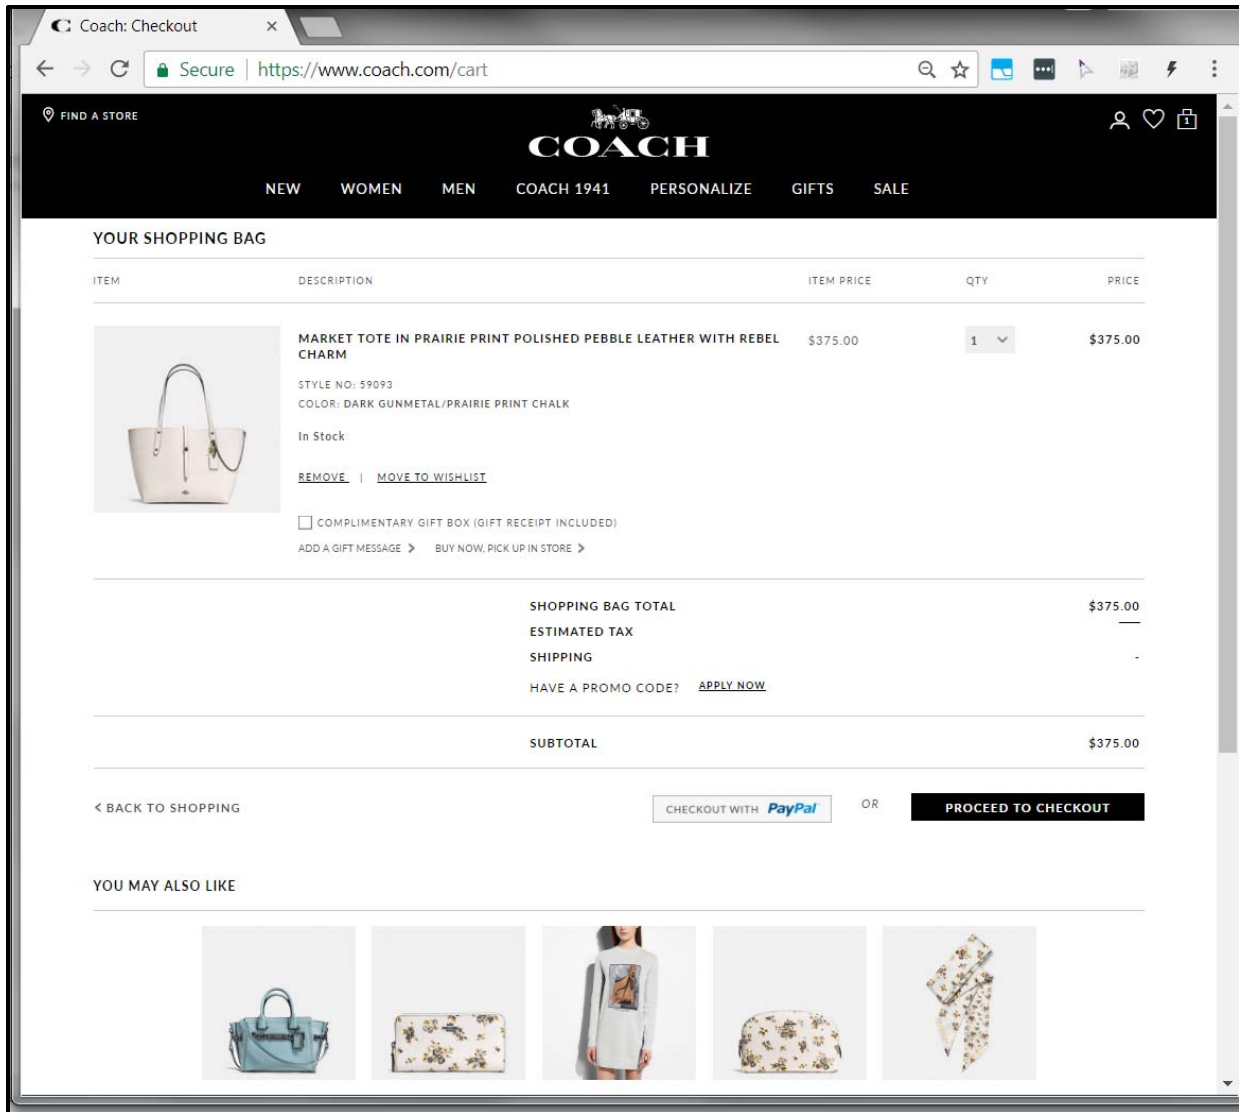 Coach: Checkout
Secure | https://www.coach.com/cart
FIND A STORE
1
COACH
NEW WOMEN MEN COACH 1941 PERSONALIZE GIFTS SALE
YOUR SHOPPING BAG
ITEM DESCRIPTION ITEM PRICE QTY PRICE
MARKET TOTE IN PRAIRIE PRINT POLISHED PEBBLE LEATHER WITH REBEL $375.00 1 $375.00
CHARM
STYLE NO: 59093
COLOR: DARK GUNMETAL/PRAIRIE PRINT CHALK
In Stock
REMOVE | MOVE TO WISHLIST
COMPLIMENTARY GIFT BOX (GIFT RECEIPT INCLUDED)
ADD A GIFT MESSAGE > BUY NOW, PICK UP IN STORE >
SHOPPING BAG TOTAL $375.00
ESTIMATED TAX
SHIPPING -
HAVE A PROMO CODE? APPLY NOW
SUBTOTAL $375.00
< BACK TO SHOPPING CHECKOUT WITH PayPal OR PROCEED TO CHECKOUT
YOU MAY ALSO LIKE